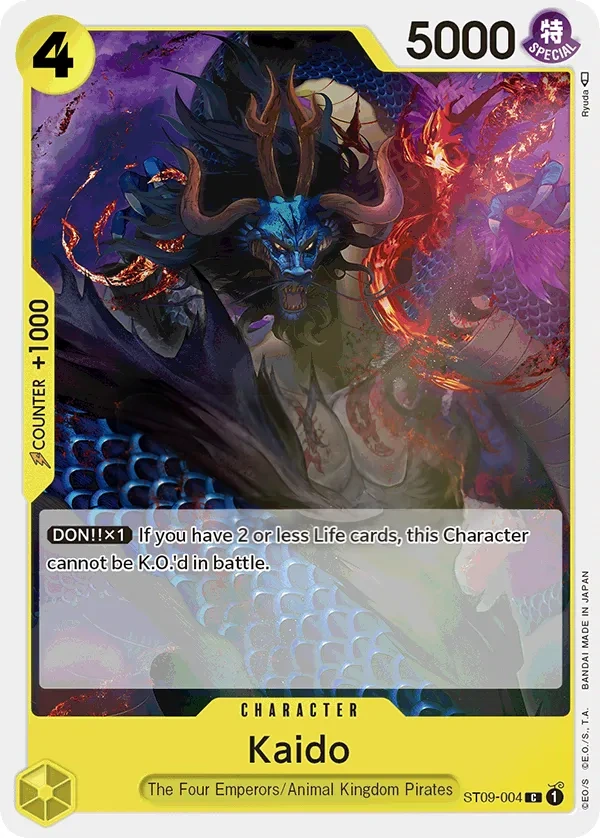 4
5000
特
SPECIAL
Ryuda
COUNTER +1000
DON!!×1 If you have 2 or less Life cards, this Character
cannot be K.O.'d in battle.
CHARACTER
Kaido
The Four Emperors/Animal Kingdom Pirates
ST09-004 C 1
©E.O/S ©E.O./S., T.A. BANDAI MADE IN JAPAN